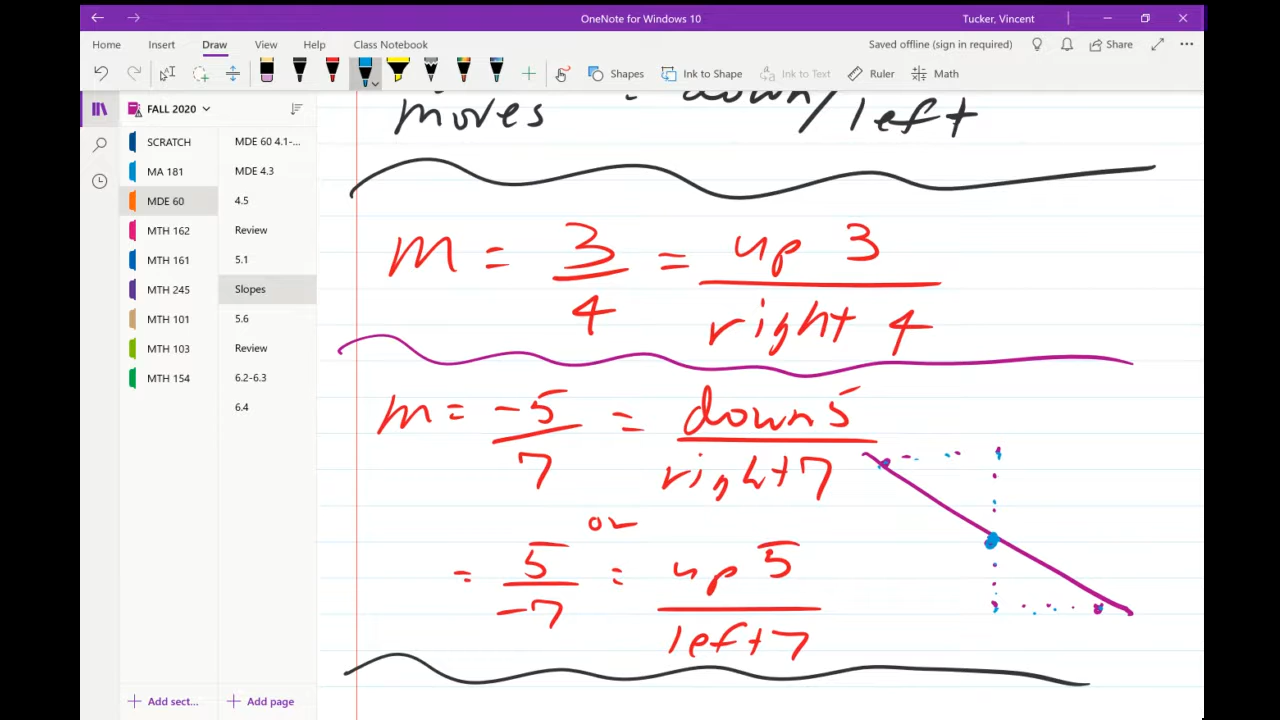 OneNote for Windows 10
Tucker, Vincent
Home Insert Draw View Help Class Notebook
Saved offline (sign in required)
Share
Shapes
Ink to Shape
Ink to Text
Ruler
Math
FALL 2020
SCRATCH
MA 181
MDE 60
MTH 162
MTH 161
MTH 245
MTH 101
MTH 103
MTH 154
Add sect...
MDE 60 4.1-...
MDE 4.3
4.5
Review
5.1
Slopes
5.6
Review
6.2-6.3
6.4
Add page
moves = down/left
m = 3/4 = up 3/right 4
m = -5/7 = down 5/right 7
or
= 5/-7 = up 5/left 7